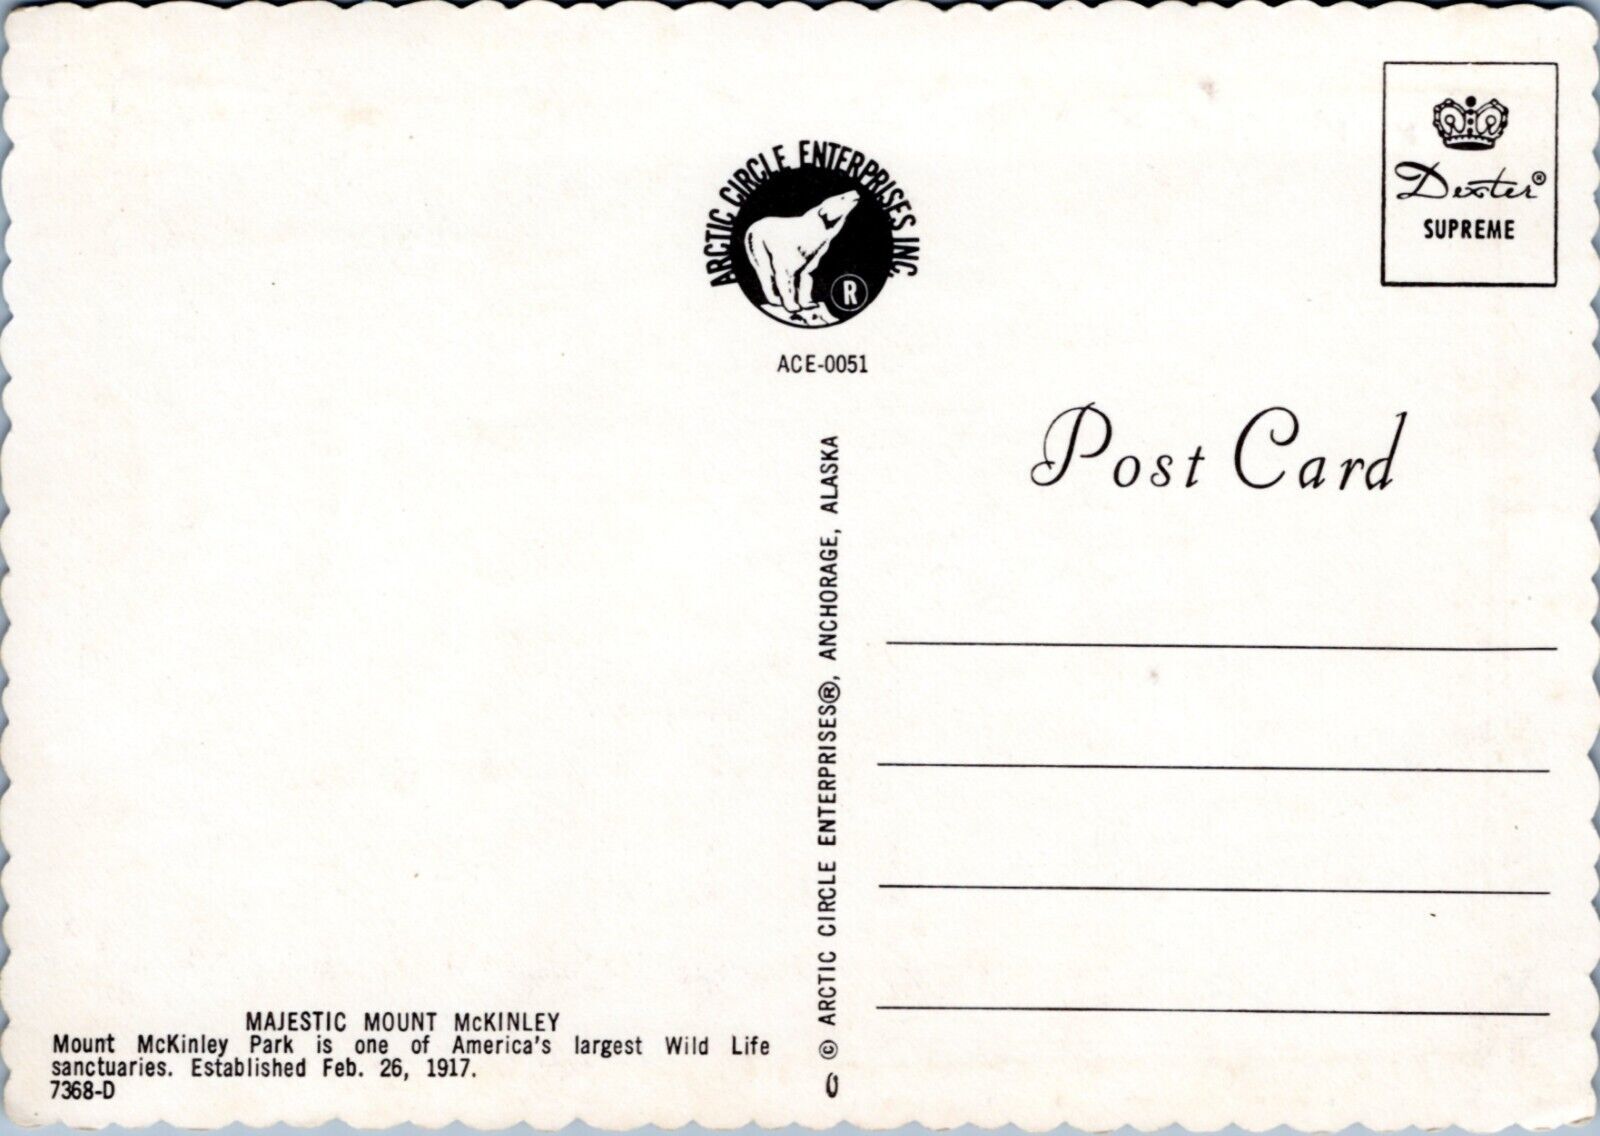 ARCTIC CIRCLE ENTERPRISES INC.
®
ACE-0051
Dexter®
SUPREME
Post Card
© ARCTIC CIRCLE ENTERPRISES®, ANCHORAGE, ALASKA
MAJESTIC MOUNT McKINLEY
Mount McKinley Park is one of America's largest Wild Life
sanctuaries. Established Feb. 26, 1917.
7368-D